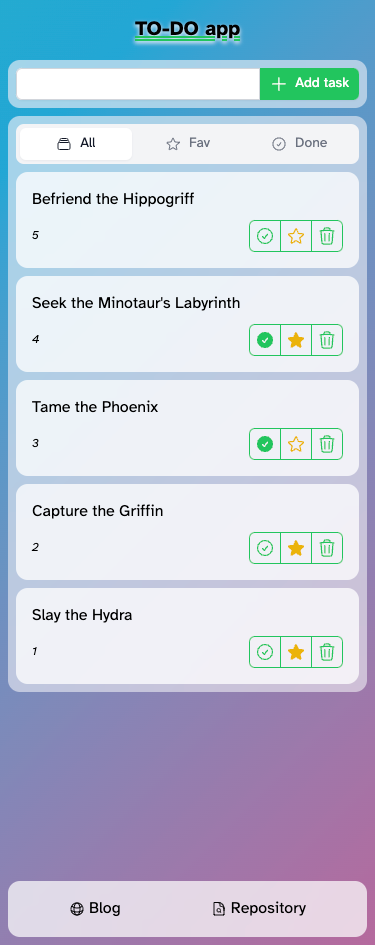 TO-DO app
Add task
All Fav Done
Befriend the Hippogriff
5
Seek the Minotaur's Labyrinth
4
Tame the Phoenix
3
Capture the Griffin
2
Slay the Hydra
1
Blog Repository